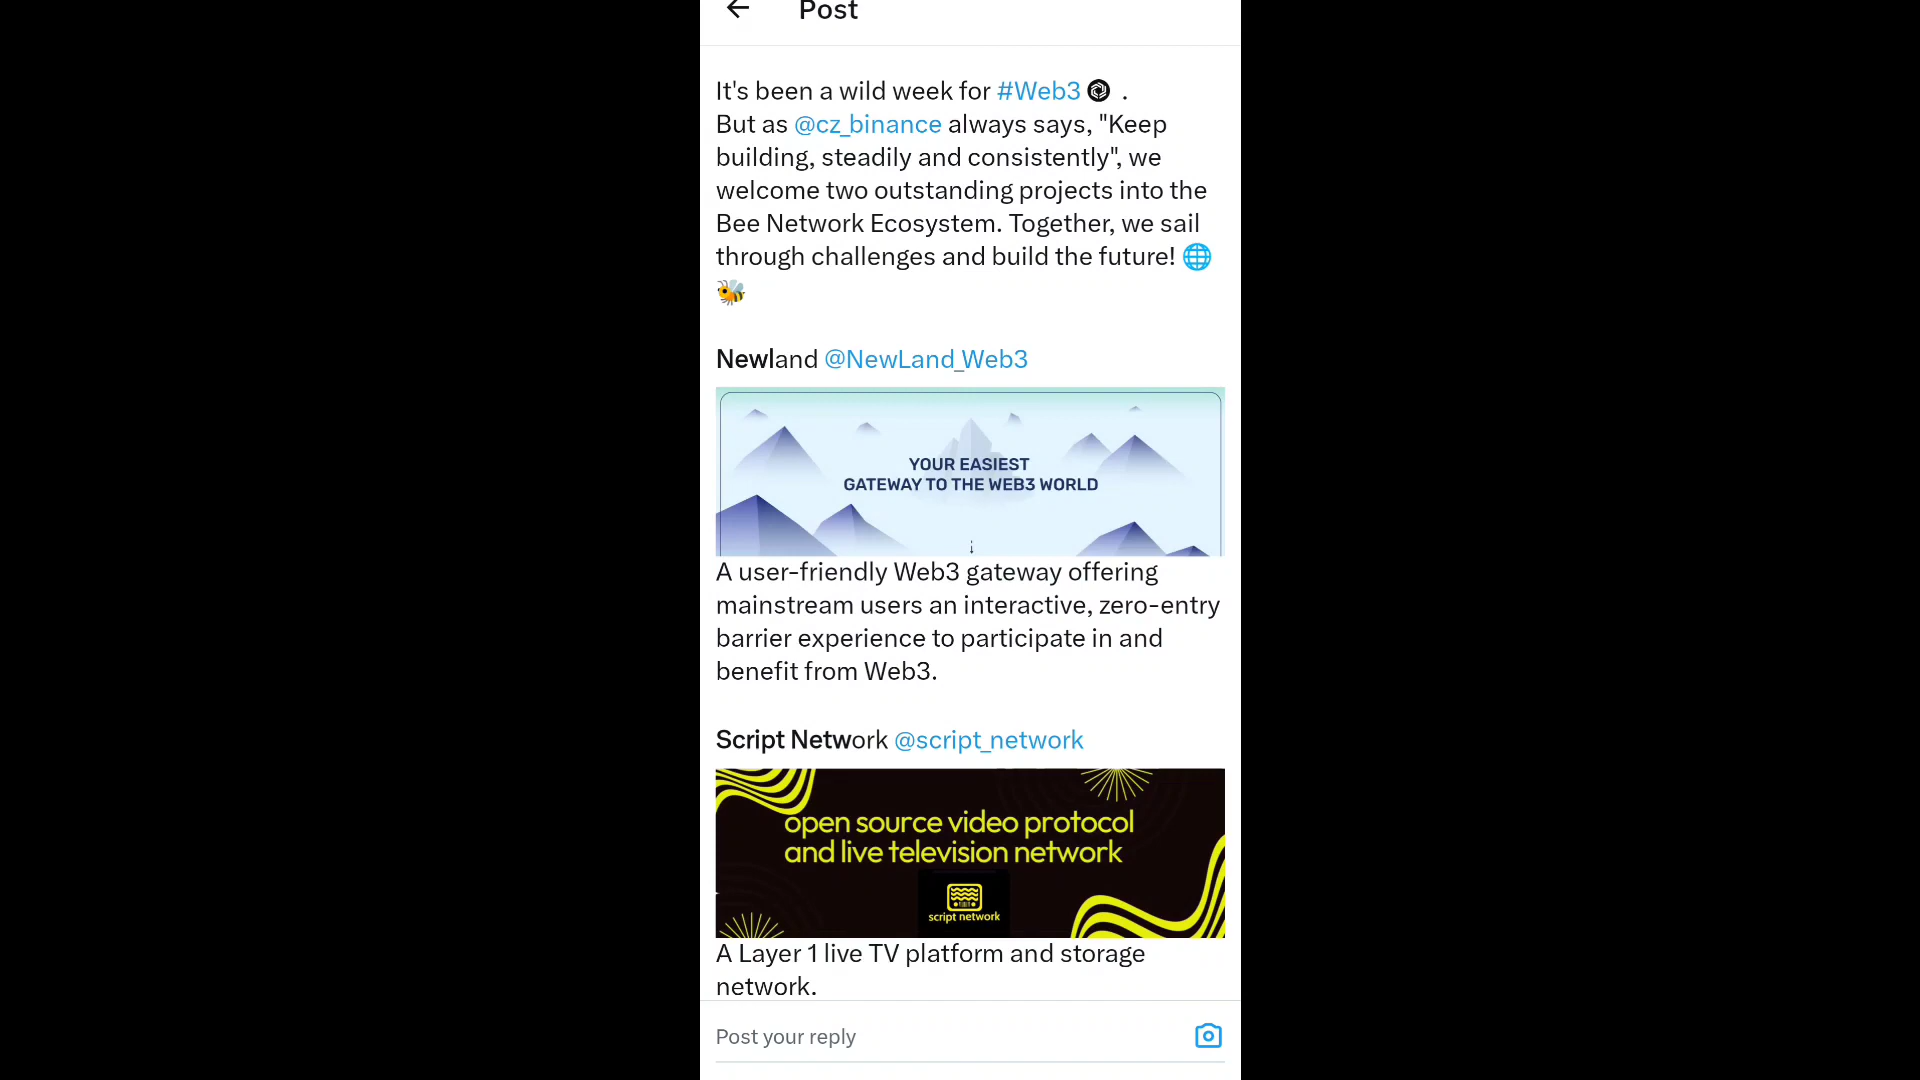 Post
It's been a wild week for #Web3 .
But as @cz_binance always says, "Keep
building, steadily and consistently", we
welcome two outstanding projects into the
Bee Network Ecosystem. Together, we sail
through challenges and build the future! 🌐
🐝
Newland @NewLand_Web3
YOUR EASIEST
GATEWAY TO THE WEB3 WORLD
A user-friendly Web3 gateway offering
mainstream users an interactive, zero-entry
barrier experience to participate in and
benefit from Web3.
Script Network @script_network
open source video protocol
and live television network
script network
A Layer 1 live TV platform and storage
network.
Post your reply